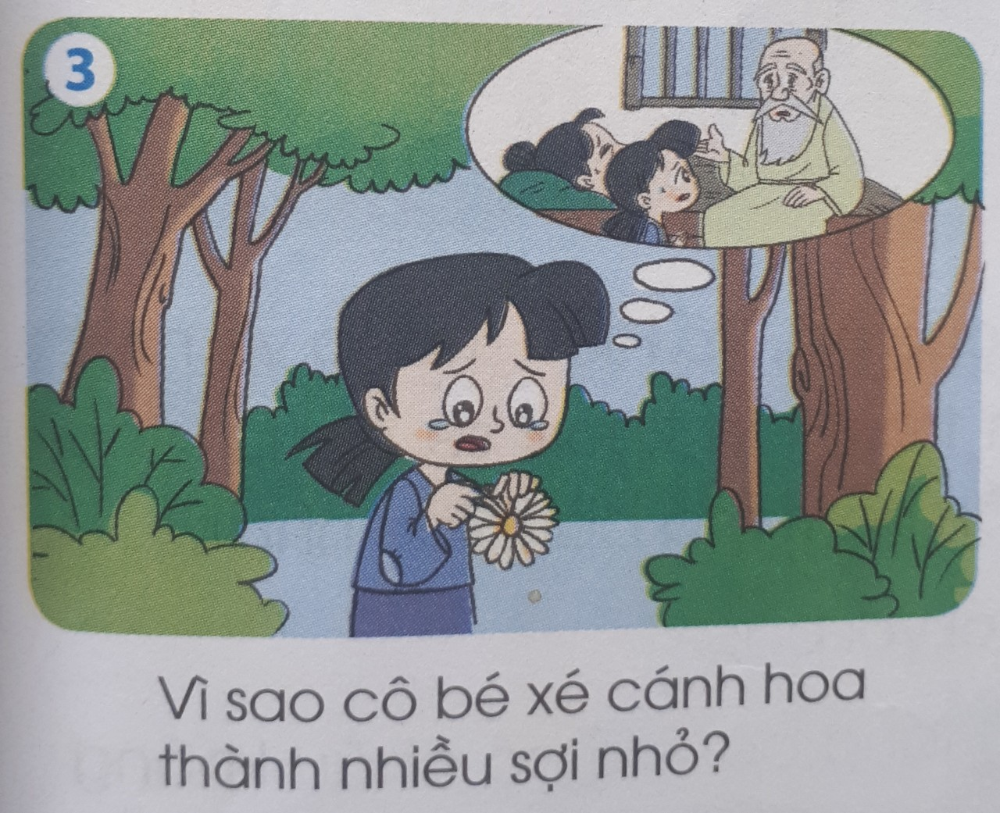 3
Vì sao cô bé xé cánh hoa
thành nhiều sợi nhỏ?